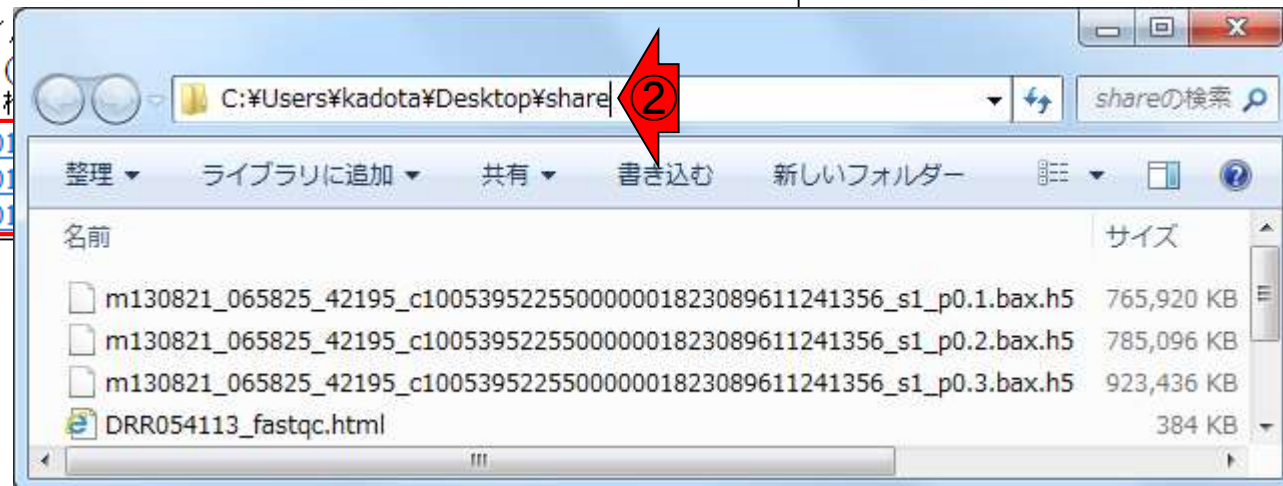 C:¥Users¥kadota¥Desktop¥share
②
shareの検索
整理 ライブラリに追加 共有 書き込む 新しいフォルダー
名前 サイズ
m130821_065825_42195_c100539522550000001823089611241356_s1_p0.1.bax.h5 765,920 KB
m130821_065825_42195_c100539522550000001823089611241356_s1_p0.2.bax.h5 785,096 KB
m130821_065825_42195_c100539522550000001823089611241356_s1_p0.3.bax.h5 923,436 KB
DRR054113_fastqc.html 384 KB